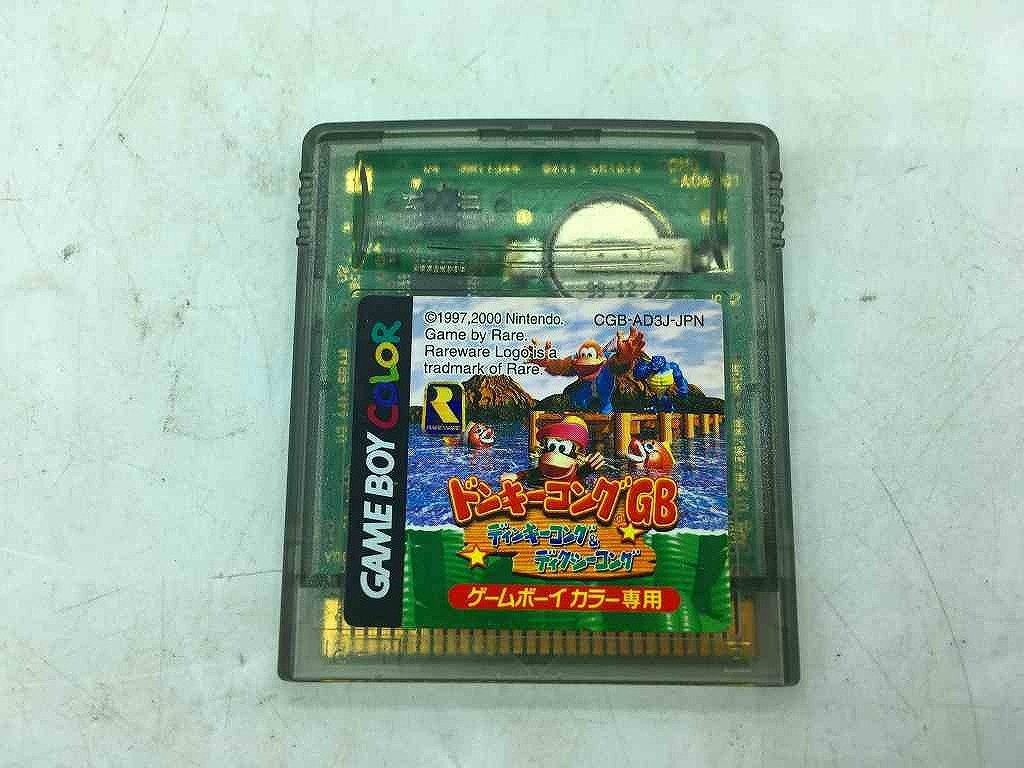 ©1997,2000 Nintendo.
Game by Rare.
Rareware Logo is a
trademark of Rare.
CGB-AD3J-JPN
GAME BOY COLOR
R
RAREWARE
ドンキーコングGB
ディンキーコング&
ディクシーコング
ゲームボーイカラー専用